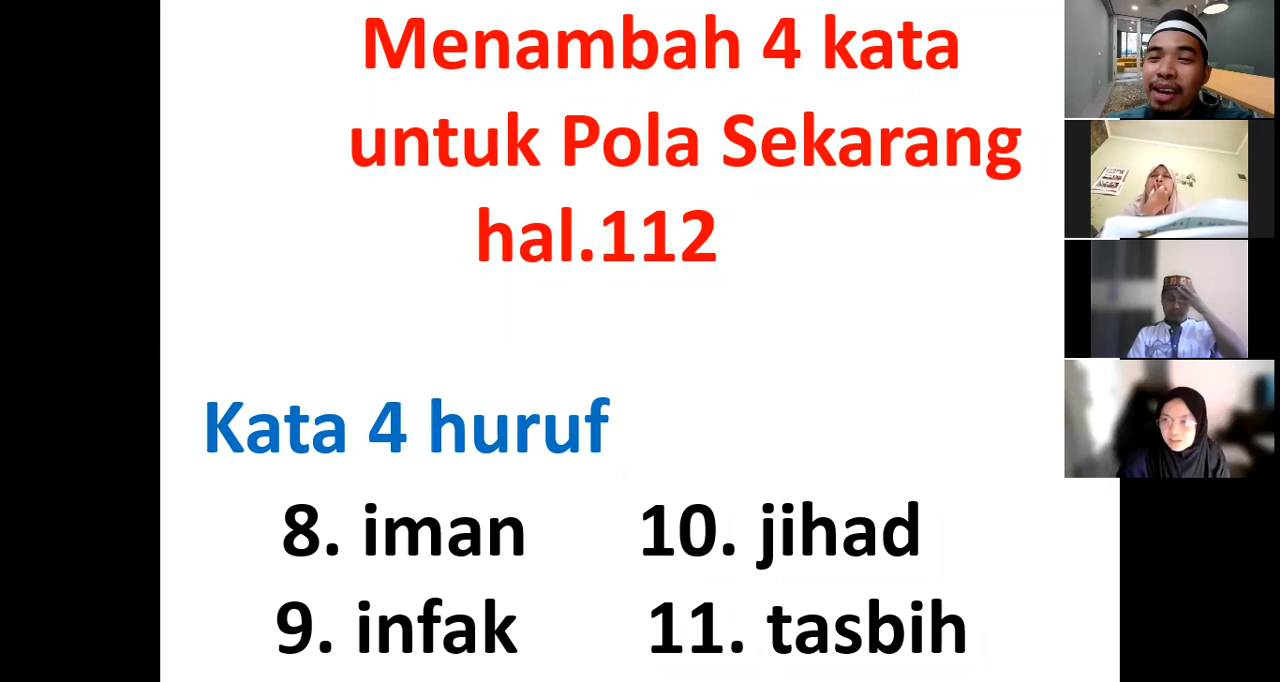 Menambah 4 kata
untuk Pola Sekarang
hal.112
Kata 4 huruf
8. iman 10. jihad
9. infak 11. tasbih